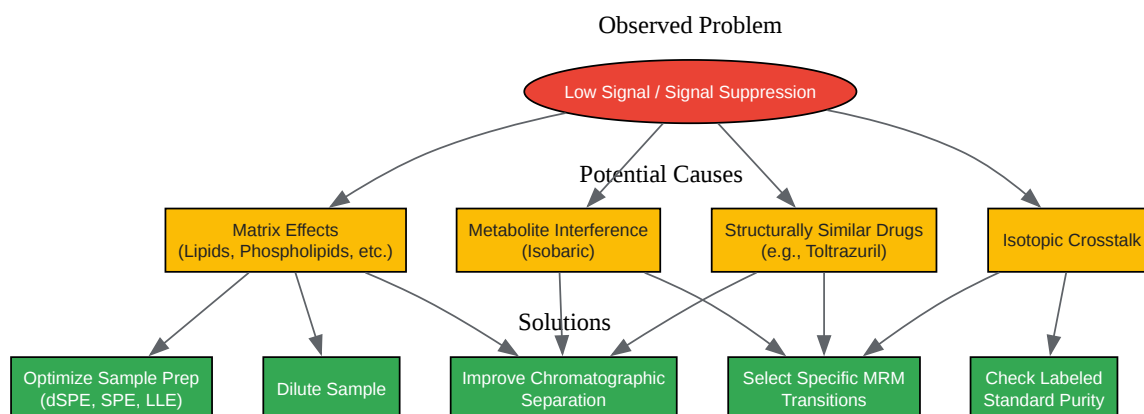 Observed Problem
Low Signal / Signal Suppression
Potential Causes
Matrix Effects
(Lipids, Phospholipids, etc.)
Metabolite Interference
(Isobaric)
Structurally Similar Drugs
(e.g., Toltrazuril)
Isotopic Crosstalk
Solutions
Optimize Sample Prep
(dSPE, SPE, LLE)
Dilute Sample
Improve Chromatographic
Separation
Select Specific MRM
Transitions
Check Labeled
Standard Purity